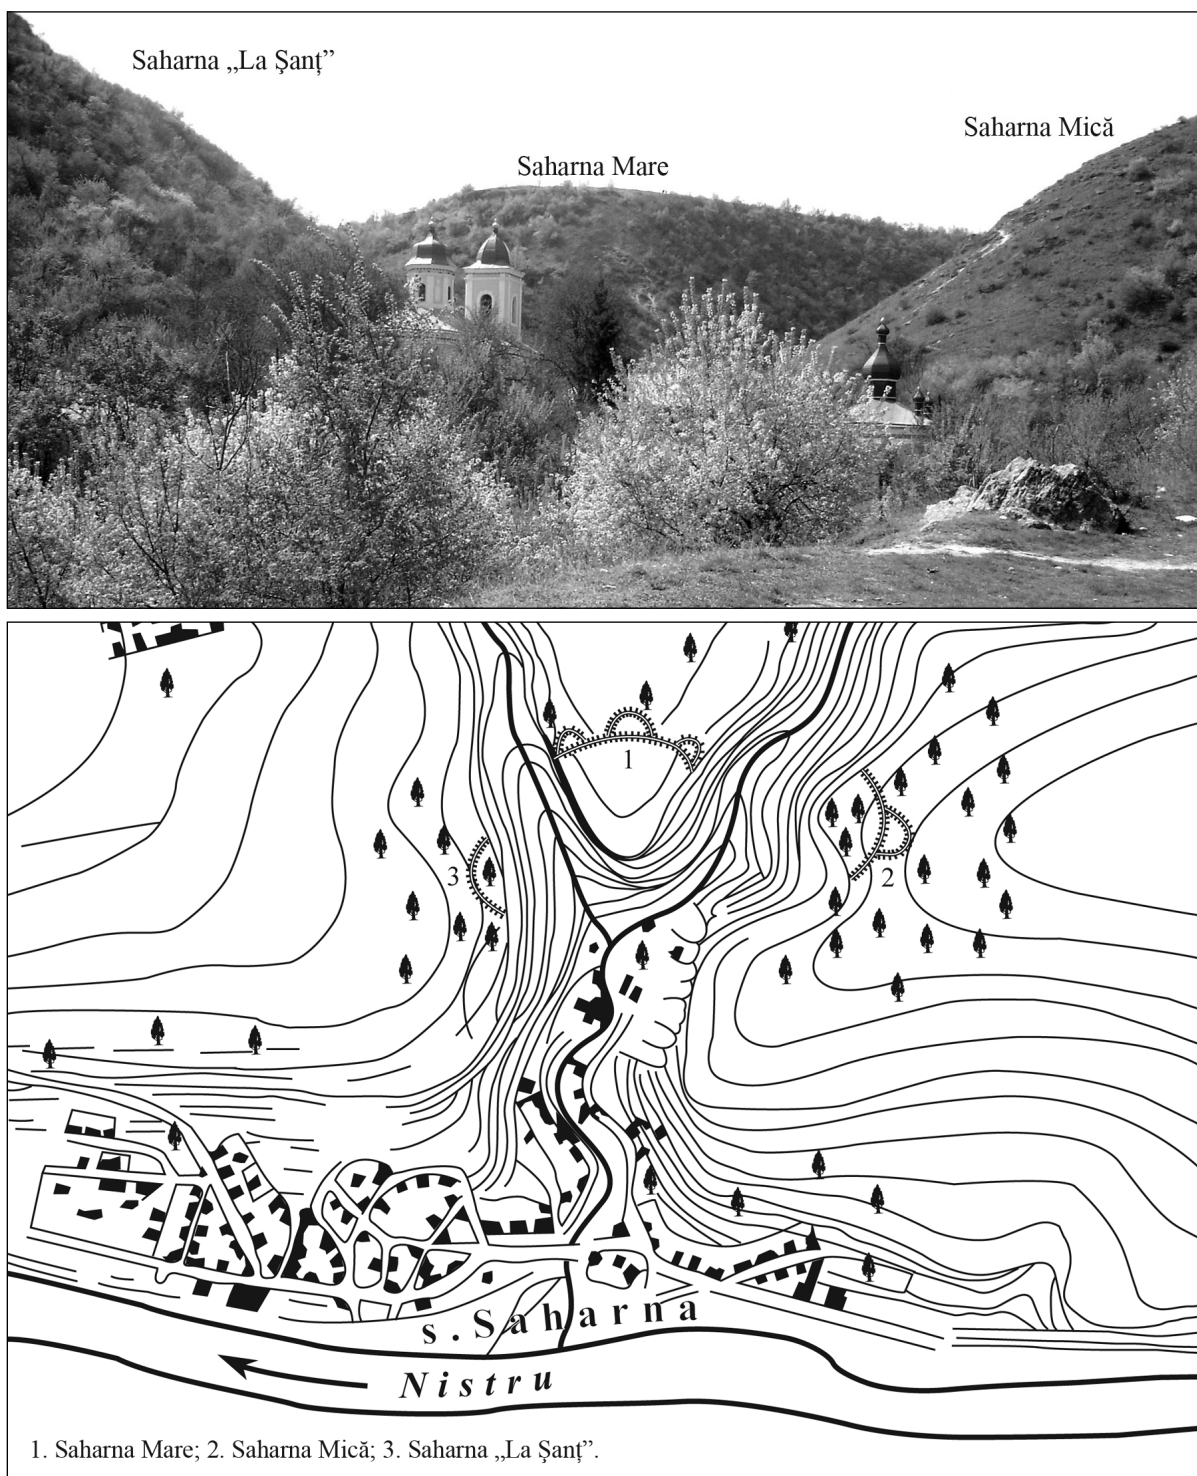 Saharna „La Şanţ”
Saharna Mică
Saharna Mare
1
2
3
s. Saharna
Nistru
1. Saharna Mare; 2. Saharna Mică; 3. Saharna „La Şanţ”.